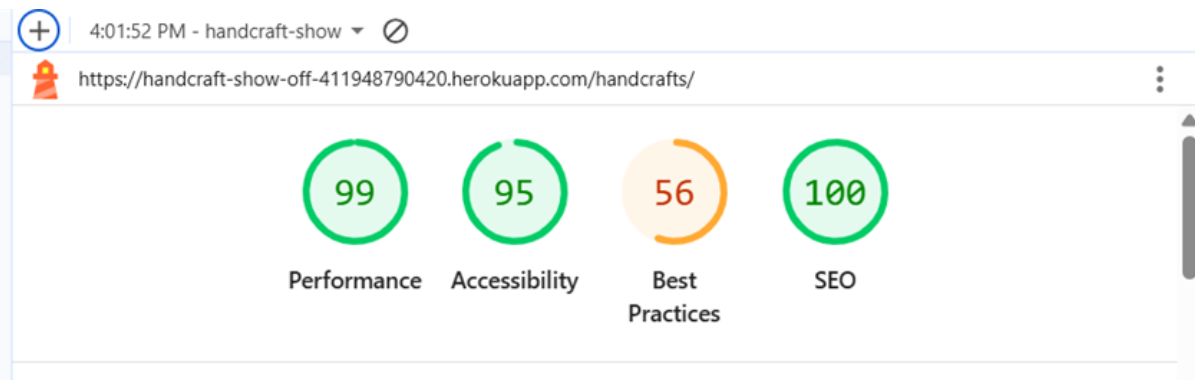 4:01:52 PM - handcraft-show
https://handcraft-show-off-411948790420.herokuapp.com/handcrafts/
99 95 56 100
Performance Accessibility Best SEO
Practices